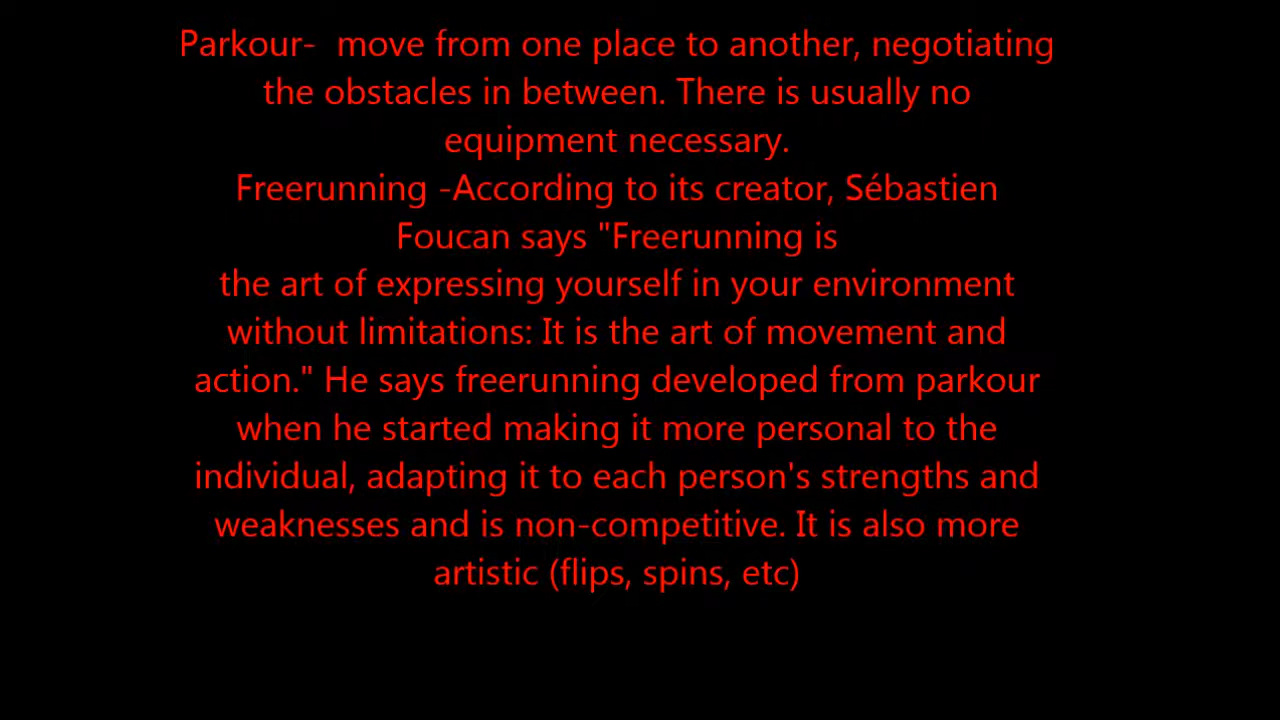 Parkour-  move from one place to another, negotiating
the obstacles in between. There is usually no
equipment necessary.
Freerunning -According to its creator, Sébastien
Foucan says "Freerunning is
the art of expressing yourself in your environment
without limitations: It is the art of movement and
action." He says freerunning developed from parkour
when he started making it more personal to the
individual, adapting it to each person's strengths and
weaknesses and is non-competitive. It is also more
artistic (flips, spins, etc)